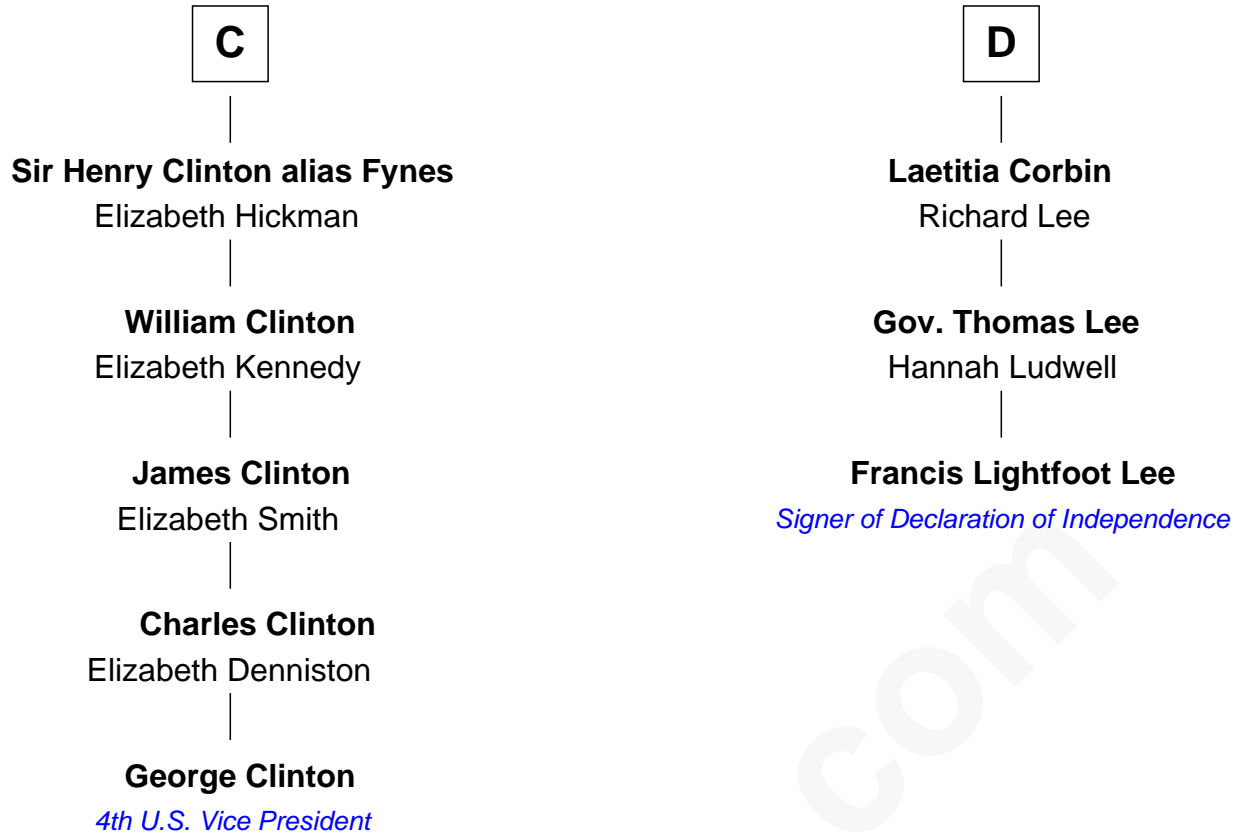 C
Sir Henry Clinton alias Fynes
Elizabeth Hickman
William Clinton
Elizabeth Kennedy
James Clinton
Elizabeth Smith
Charles Clinton
Elizabeth Denniston
George Clinton
4th U.S. Vice President
D
Laetitia Corbin
Richard Lee
Gov. Thomas Lee
Hannah Ludwell
Francis Lightfoot Lee
Signer of Declaration of Independence
com